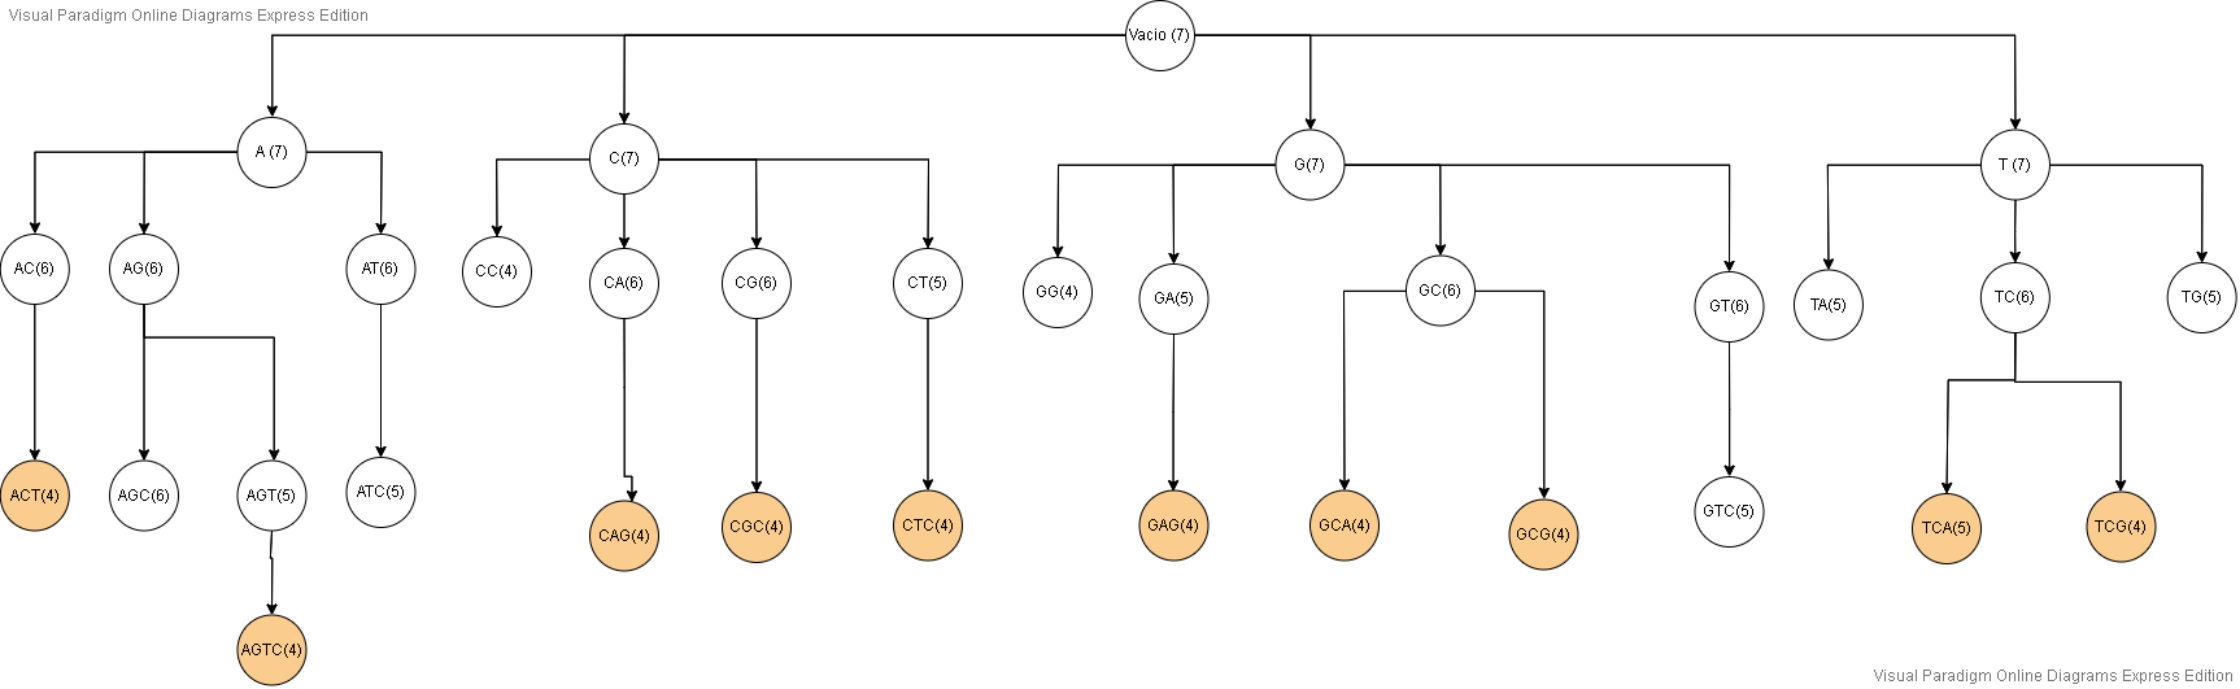 Visual Paradigm Online Diagrams Express Edition
Vacio (7)
A (7)
C(7)
G(7)
T (7)
AC(6)
AG(6)
AT(6)
CC(4)
CA(6)
CG(6)
CT(5)
GG(4)
GA(5)
GC(6)
GT(6)
TA(5)
TC(6)
TG(5)
ACT(4)
AGC(6)
AGT(5)
ATC(5)
CAG(4)
CGC(4)
CTC(4)
GAG(4)
GCA(4)
GCG(4)
GTC(5)
TCA(5)
TCG(4)
AGTC(4)
Visual Paradigm Online Diagrams Express Edition